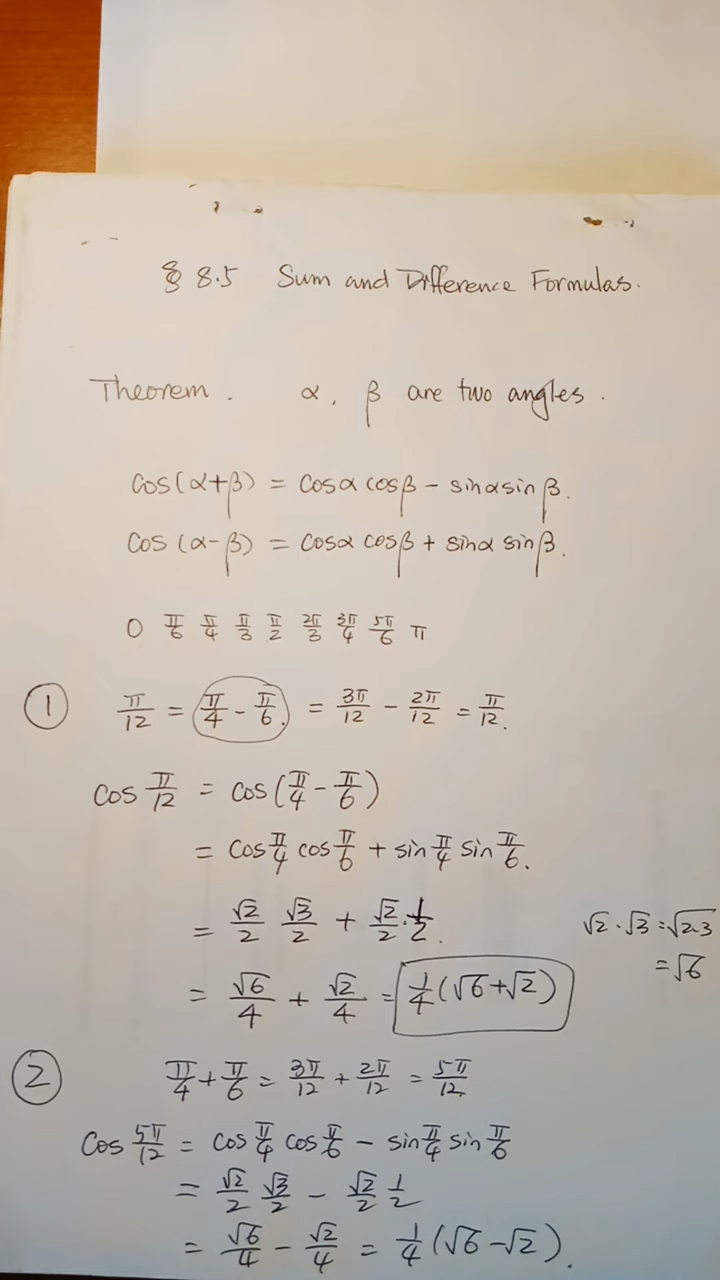 § 8.5 Sum and Difference Formulas.
Theorem. α, β are two angles.
cos(α+β) = cosα cosβ - sinα sinβ.
cos(α-β) = cosα cosβ + sinα sinβ.
0 π/6 π/4 π/3 π/2 2π/3 3π/4 5π/6 π
① π/12 = π/4 - π/6. = 3π/12 - 2π/12 = π/12.
cos π/12 = cos(π/4 - π/6)
= cos π/4 cos π/6 + sin π/4 sin π/6.
= √2/2 √3/2 + √2/2 · 1/2.
√2 · √3 = √2·3
= √6
= √6/4 + √2/4 = 1/4(√6+√2)
② π/4 + π/6 = 3π/12 + 2π/12 = 5π/12
cos 5π/12 = cos π/4 cos π/6 - sin π/4 sin π/6
= √2/2 √3/2 - √2/2 1/2
= √6/4 - √2/4 = 1/4(√6-√2).